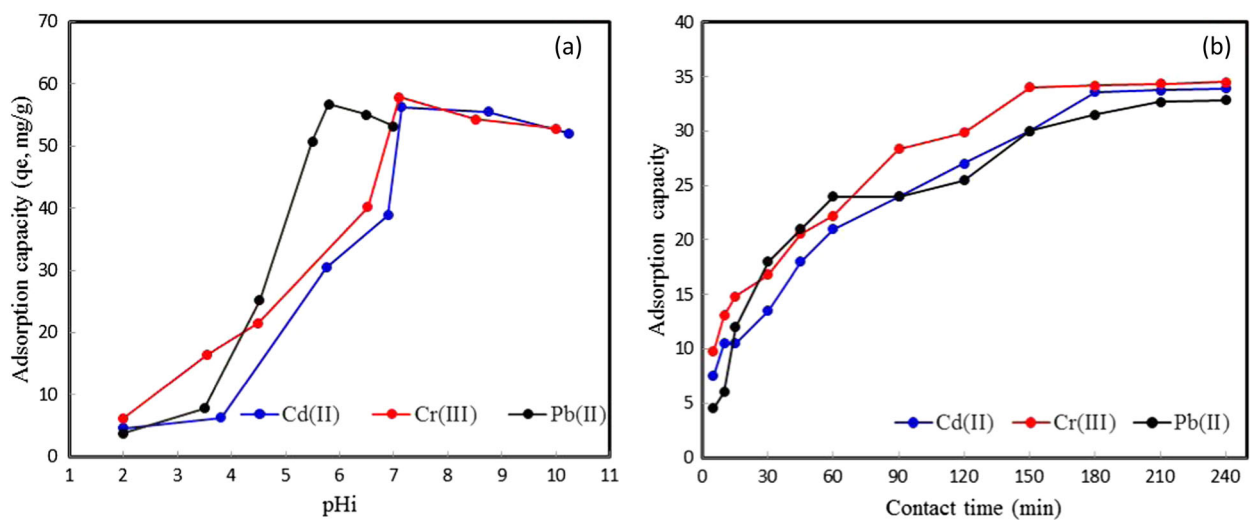 Adsorption capacity (qe, mg/g)
70
60
50
40
30
20
10
0
(a)
Cd(II) Cr(III) Pb(II)
1 2 3 4 5 6 7 8 9 10 11
pHi
Adsorption capacity
40
35
30
25
20
15
10
5
0
(b)
Cd(II) Cr(III) Pb(II)
0 30 60 90 120 150 180 210 240
Contact time (min)